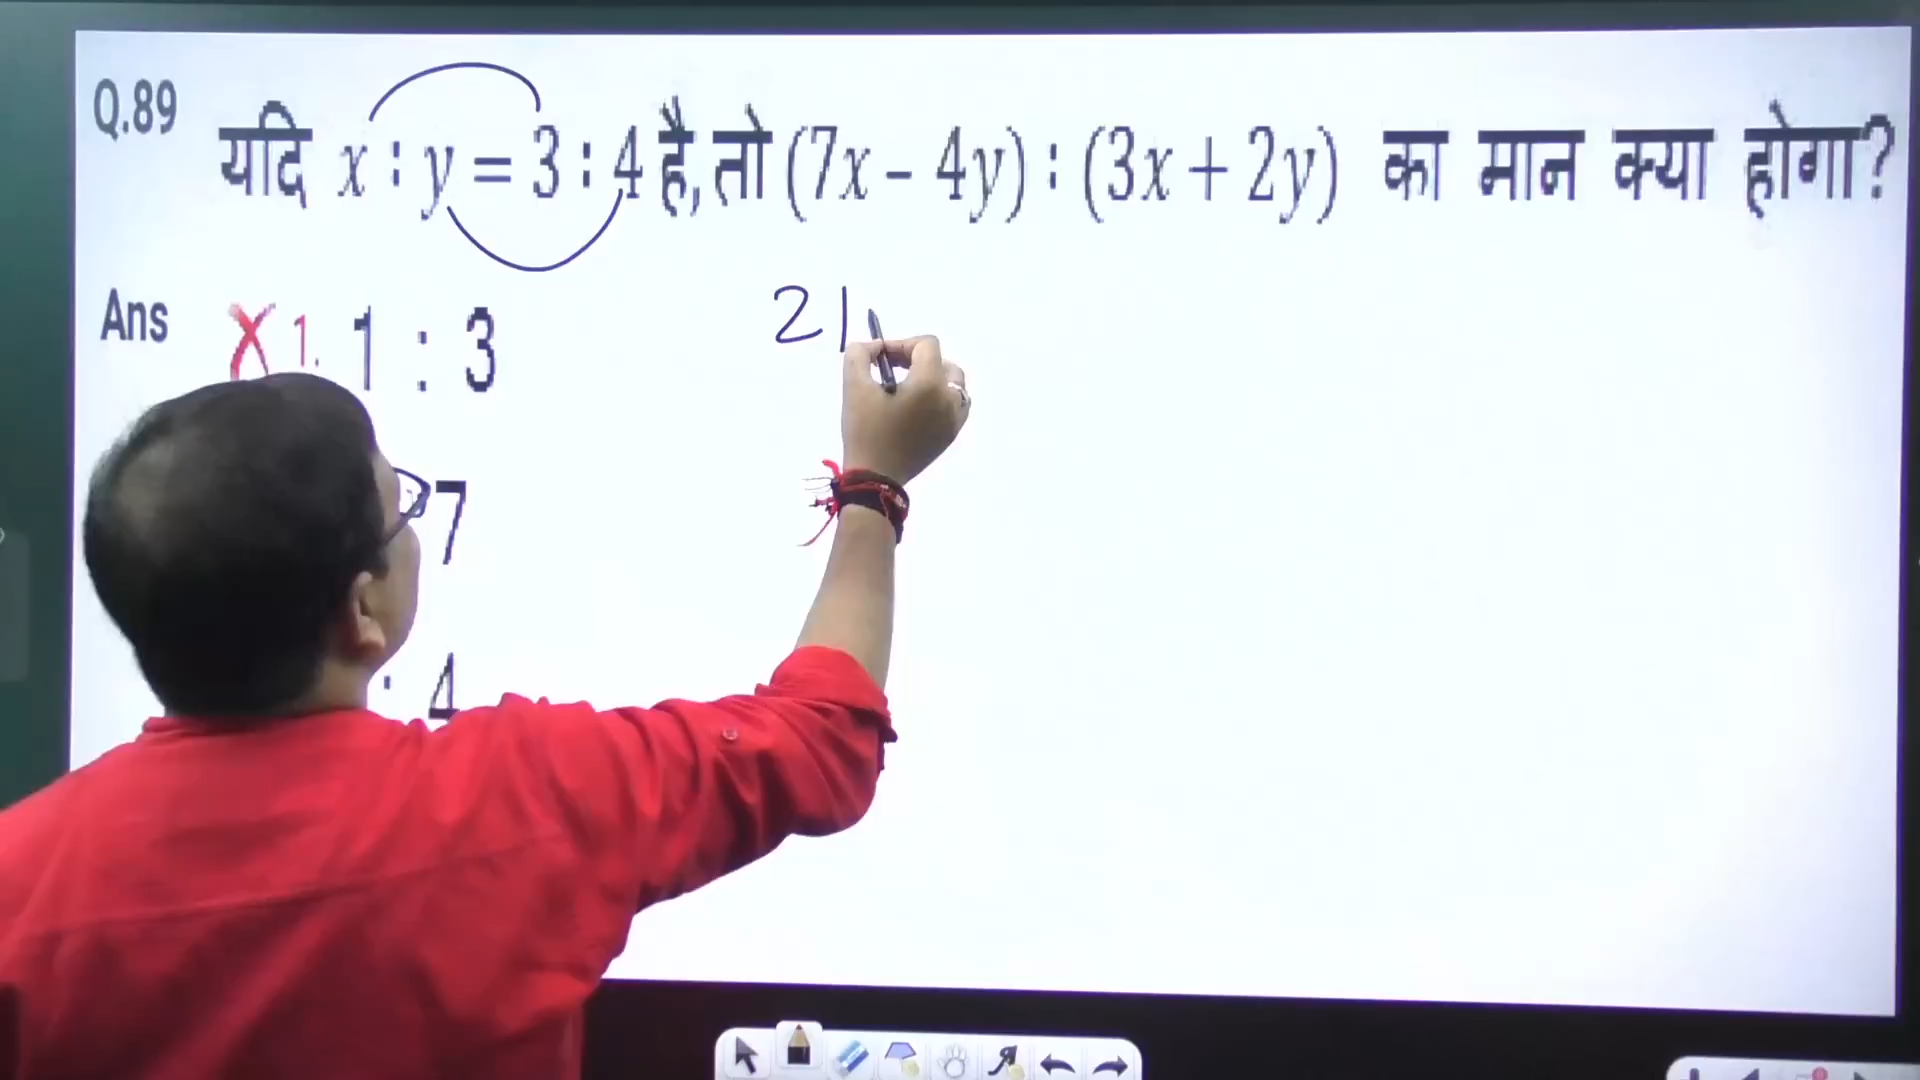 Q.89
यदि x : y = 3 : 4 है, तो (7x – 4y) : (3x + 2y) का मान क्या होगा?
21
Ans X 1. 1 : 3
7
: 4